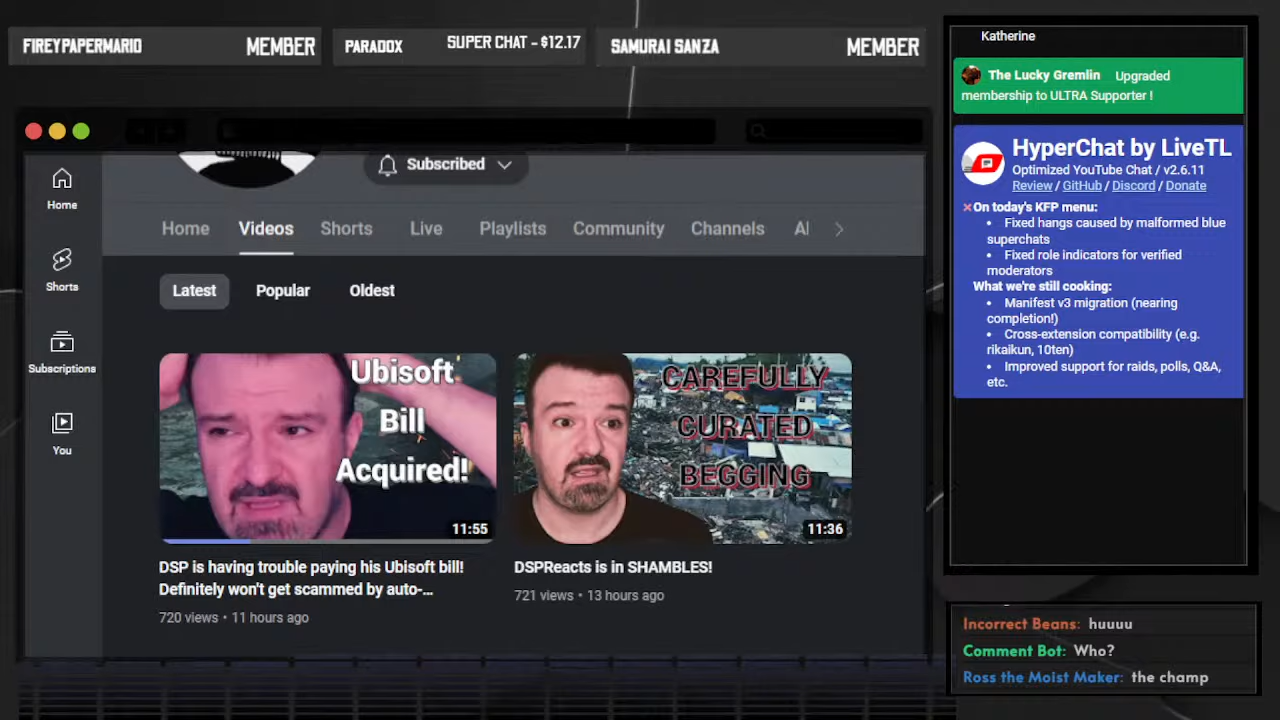 FIREYPAPERMARIO MEMBER
PARADOX SUPER CHAT - $12.17
SAMURAI SANZA MEMBER
Katherine
The Lucky Gremlin Upgraded
membership to ULTRA Supporter !
HyperChat by LiveTL
Optimized YouTube Chat / v2.6.11
Review / GitHub / Discord / Donate
On today's KFP menu:
• Fixed hangs caused by malformed blue
superchats
• Fixed role indicators for verified
moderators
What we're still cooking:
• Manifest v3 migration (nearing
completion!)
• Cross-extension compatibility (e.g.
rikaikun, 10ten)
• Improved support for raids, polls, Q&A,
etc.
Incorrect Beans: huuuu
Comment Bot: Who?
Ross the Moist Maker: the champ
Home
Shorts
Subscriptions
You
Subscribed
Home Videos Shorts Live Playlists Community Channels
Latest Popular Oldest
Ubisoft
Bill
Acquired!
11:55
DSP is having trouble paying his Ubisoft bill!
Definitely won't get scammed by auto-...
720 views • 11 hours ago
CAREFULLY
CURATED
BEGGING
11:36
DSPReacts is in SHAMBLES!
721 views • 13 hours ago